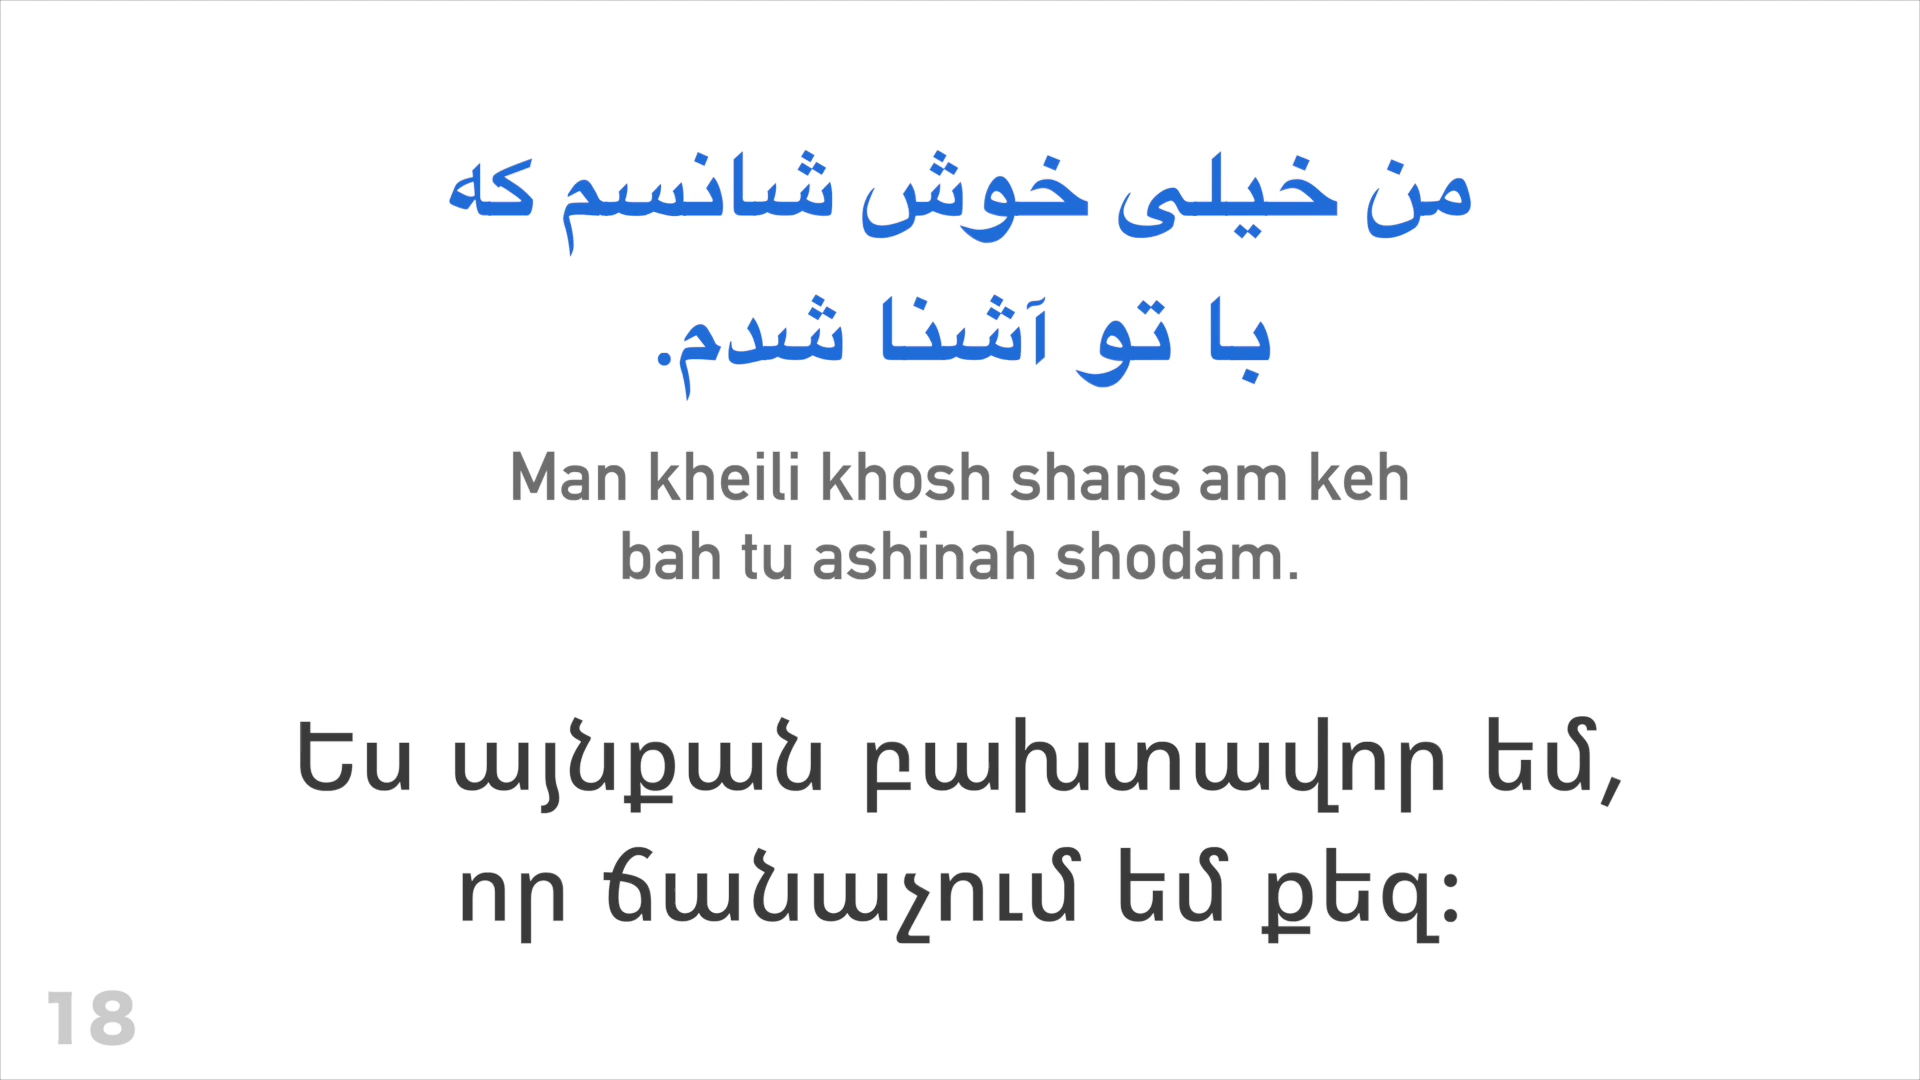 من خیلی خوش شانسم که
با تو آشنا شدم.
Man kheili khosh shans am keh
bah tu ashinah shodam.
Ես այնքան բախտավոր եմ,
որ ճանաչում եմ քեզ:
18